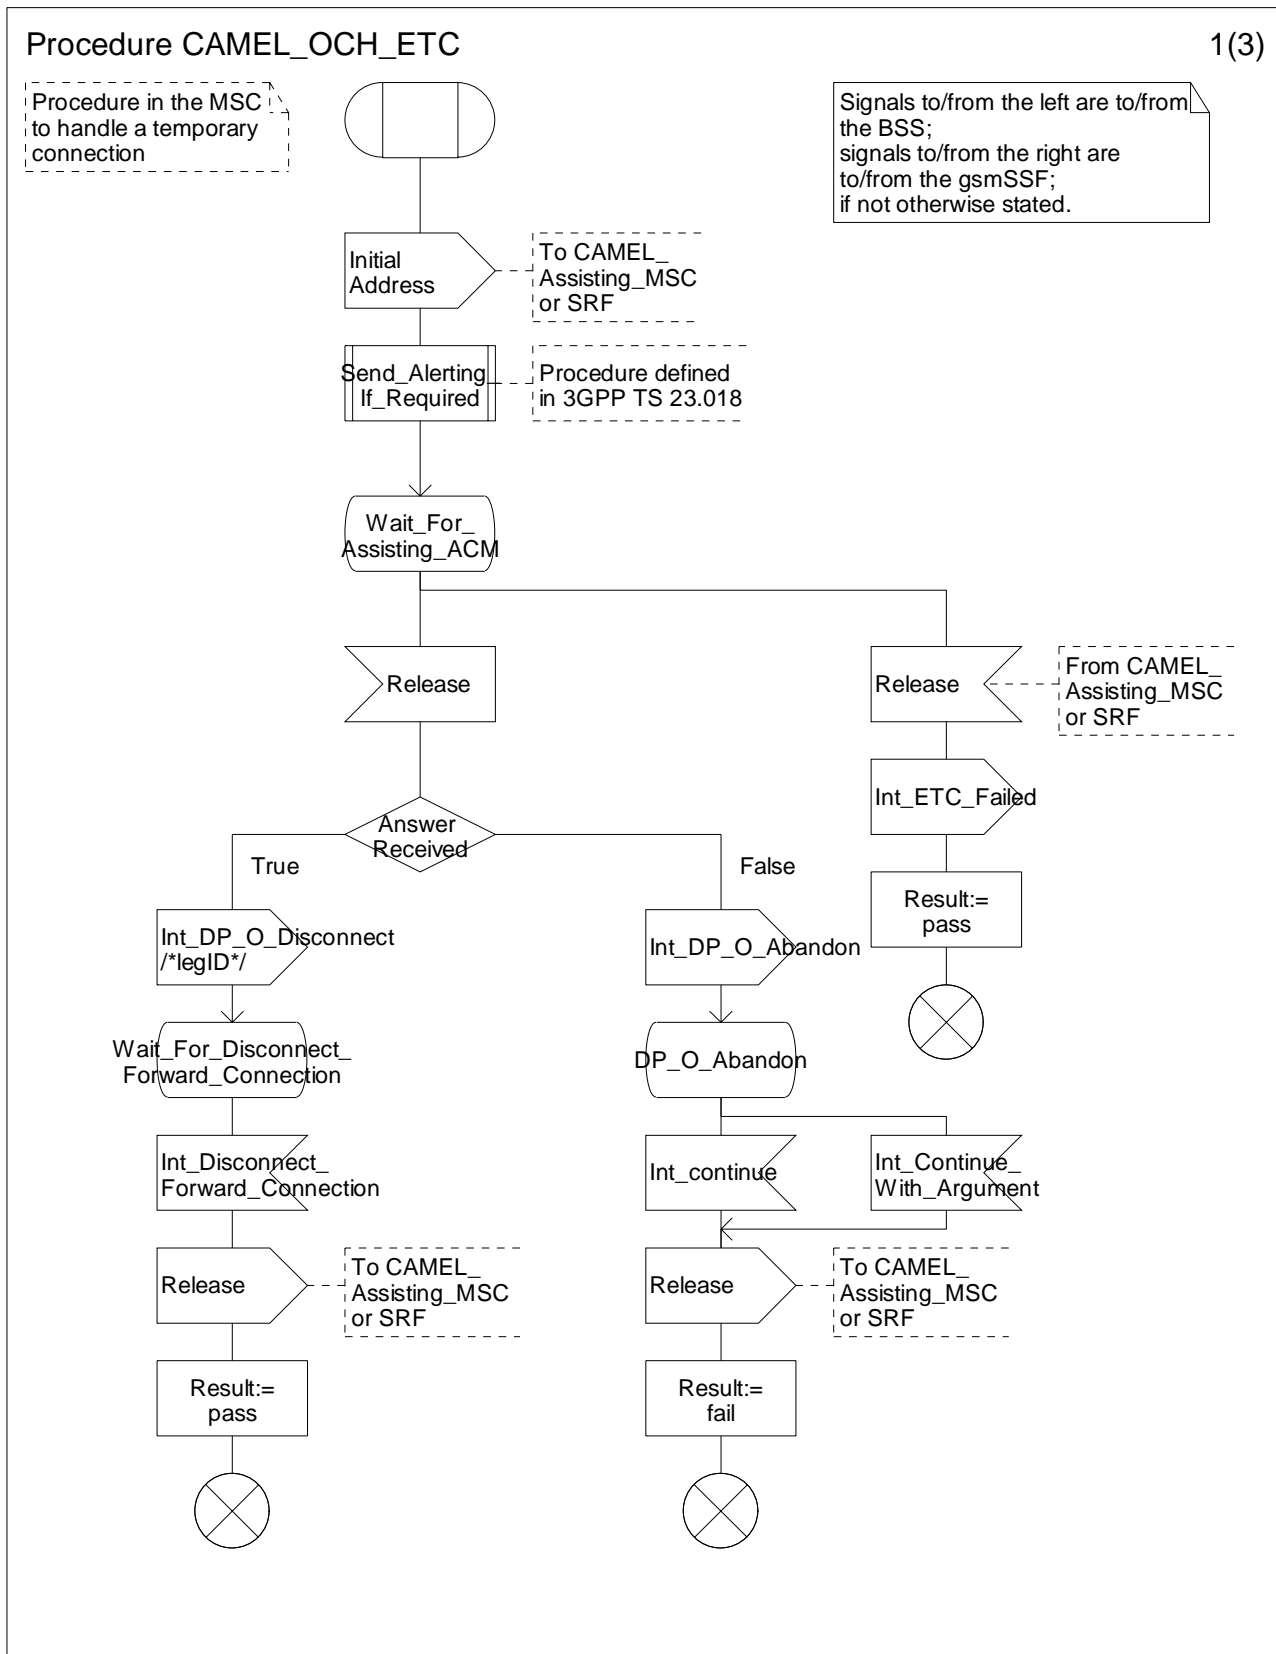 Procedure CAMEL_OCH_ETC
1(3)
Procedure in the MSC
to handle a temporary
connection
Signals to/from the left are to/from
the BSS;
signals to/from the right are
to/from the gsmSSF;
if not otherwise stated.
Initial
Address
To CAMEL_
Assisting_MSC
or SRF
Send_Alerting_
If_Required
Procedure defined
in 3GPP TS 23.018
Wait_For_
Assisting_ACM
Release
Release
From CAMEL_
Assisting_MSC
or SRF
Int_ETC_Failed
Answer
Received
True
False
Result:=
pass
Int_DP_O_Disconnect
/*legID*/
Int_DP_O_Abandon
Wait_For_Disconnect_
Forward_Connection
DP_O_Abandon
Int_Disconnect_
Forward_Connection
Int_continue
Int_Continue_
With_Argument
Release
To CAMEL_
Assisting_MSC
or SRF
Release
To CAMEL_
Assisting_MSC
or SRF
Result:=
pass
Result:=
fail